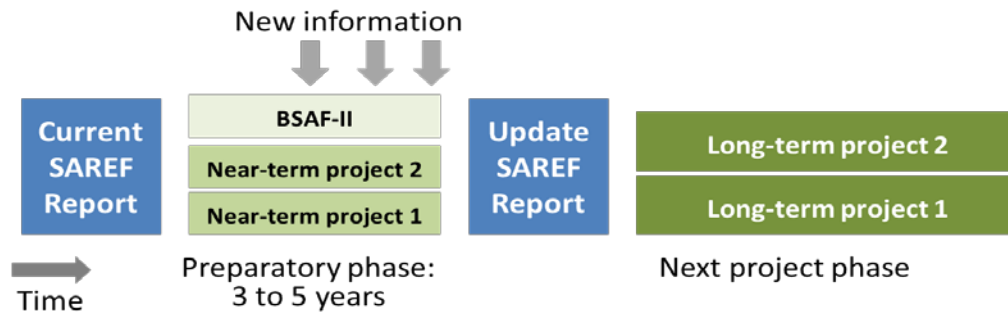 New information
Current
SAREF
Report
BSAF-II
Near-term project 2
Near-term project 1
Update
SAREF
Report
Long-term project 2
Long-term project 1
Time
Preparatory phase:
3 to 5 years
Next project phase